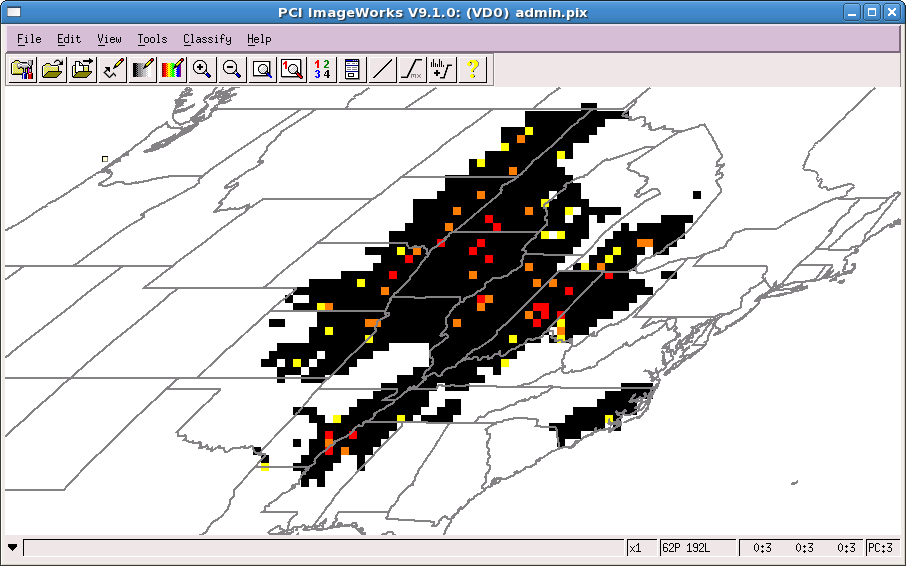 PCI ImageWorks V9.1.0: (VD0) admin.pix
File Edit View Tools Classify Help
1 2
3 4
x1 62P 192L 0:3 0:3 0:3 PC:3